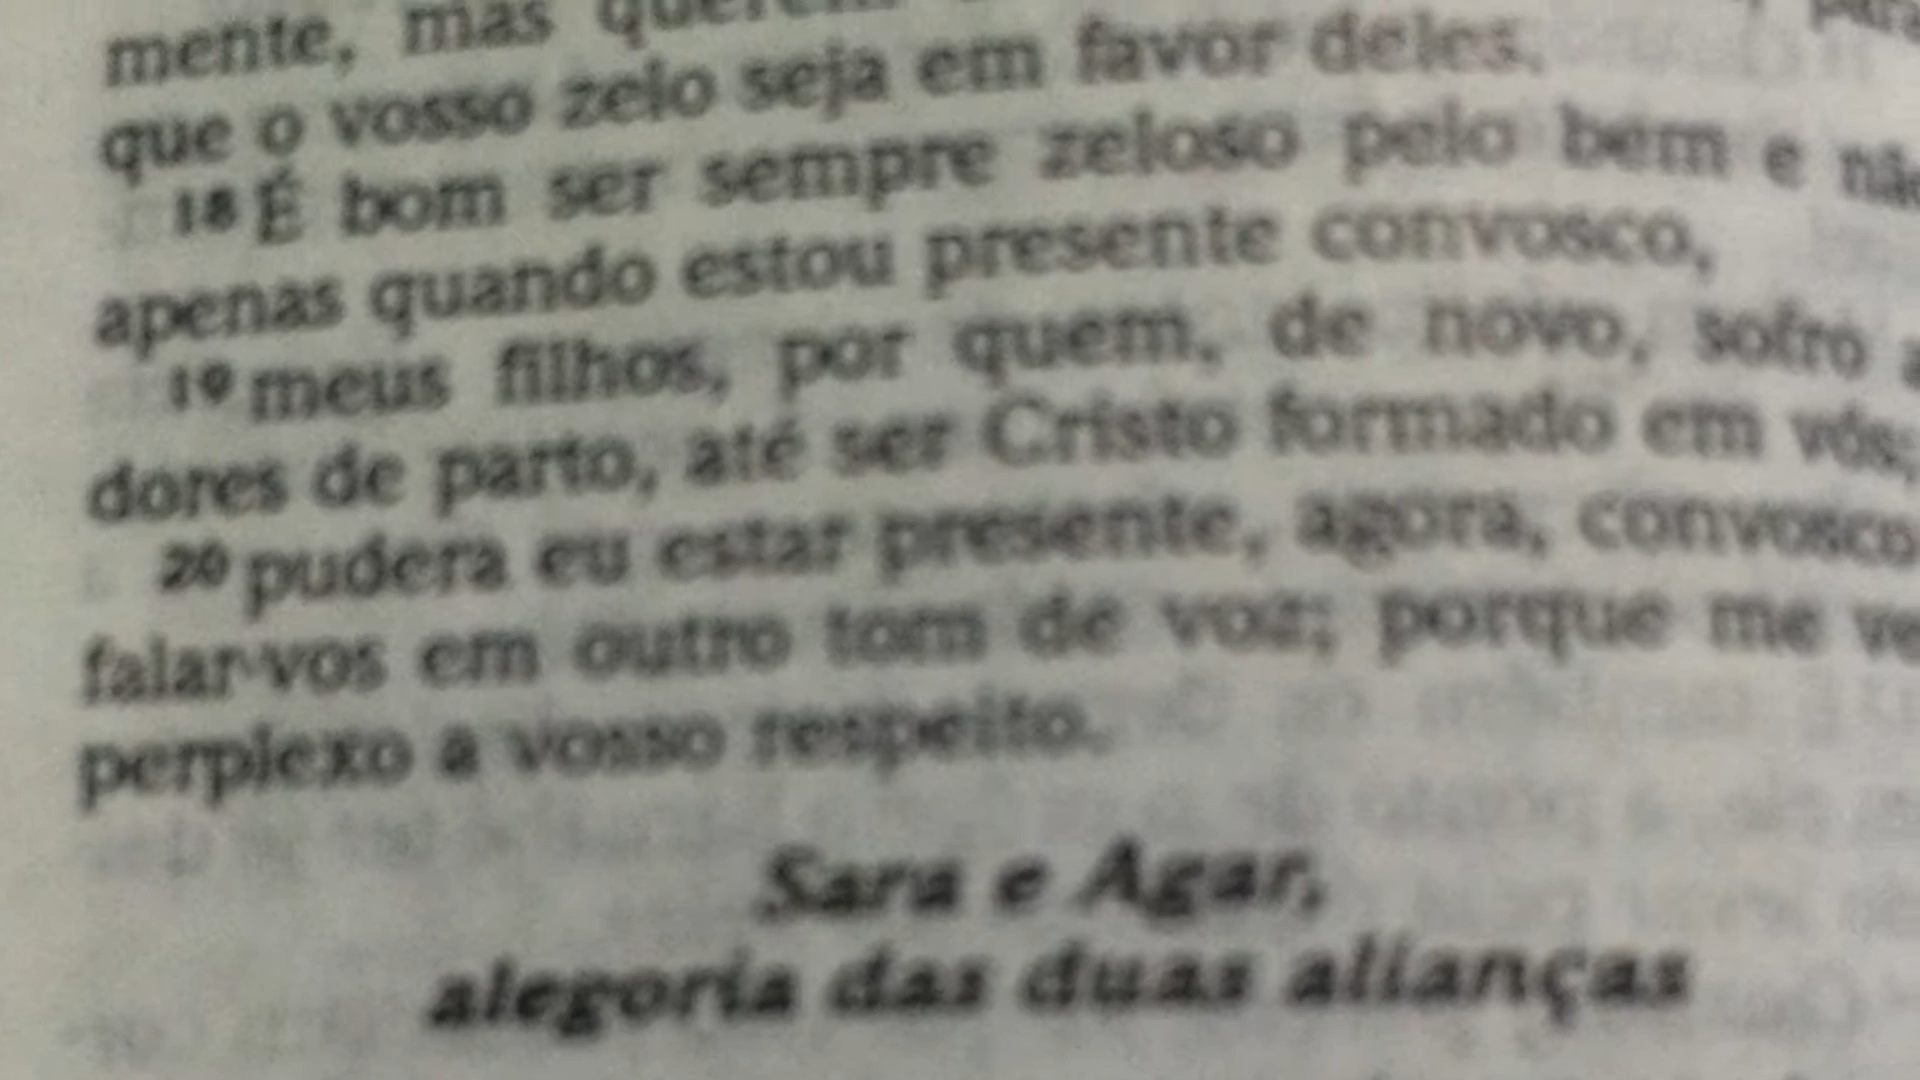 mente, mas querem
que o vosso zelo seja em favor deles.
18 É bom ser sempre zeloso pelo bem e não
apenas quando estou presente convosco,
19 meus filhos, por quem, de novo, sofro a
dores de parto, até ser Cristo formado em vós;
20 pudera eu estar presente, agora, convosco
falar-vos em outro tom de voz; porque me ve
perplexo a vosso respeito.
Sara e Agar,
alegoria das duas alianças